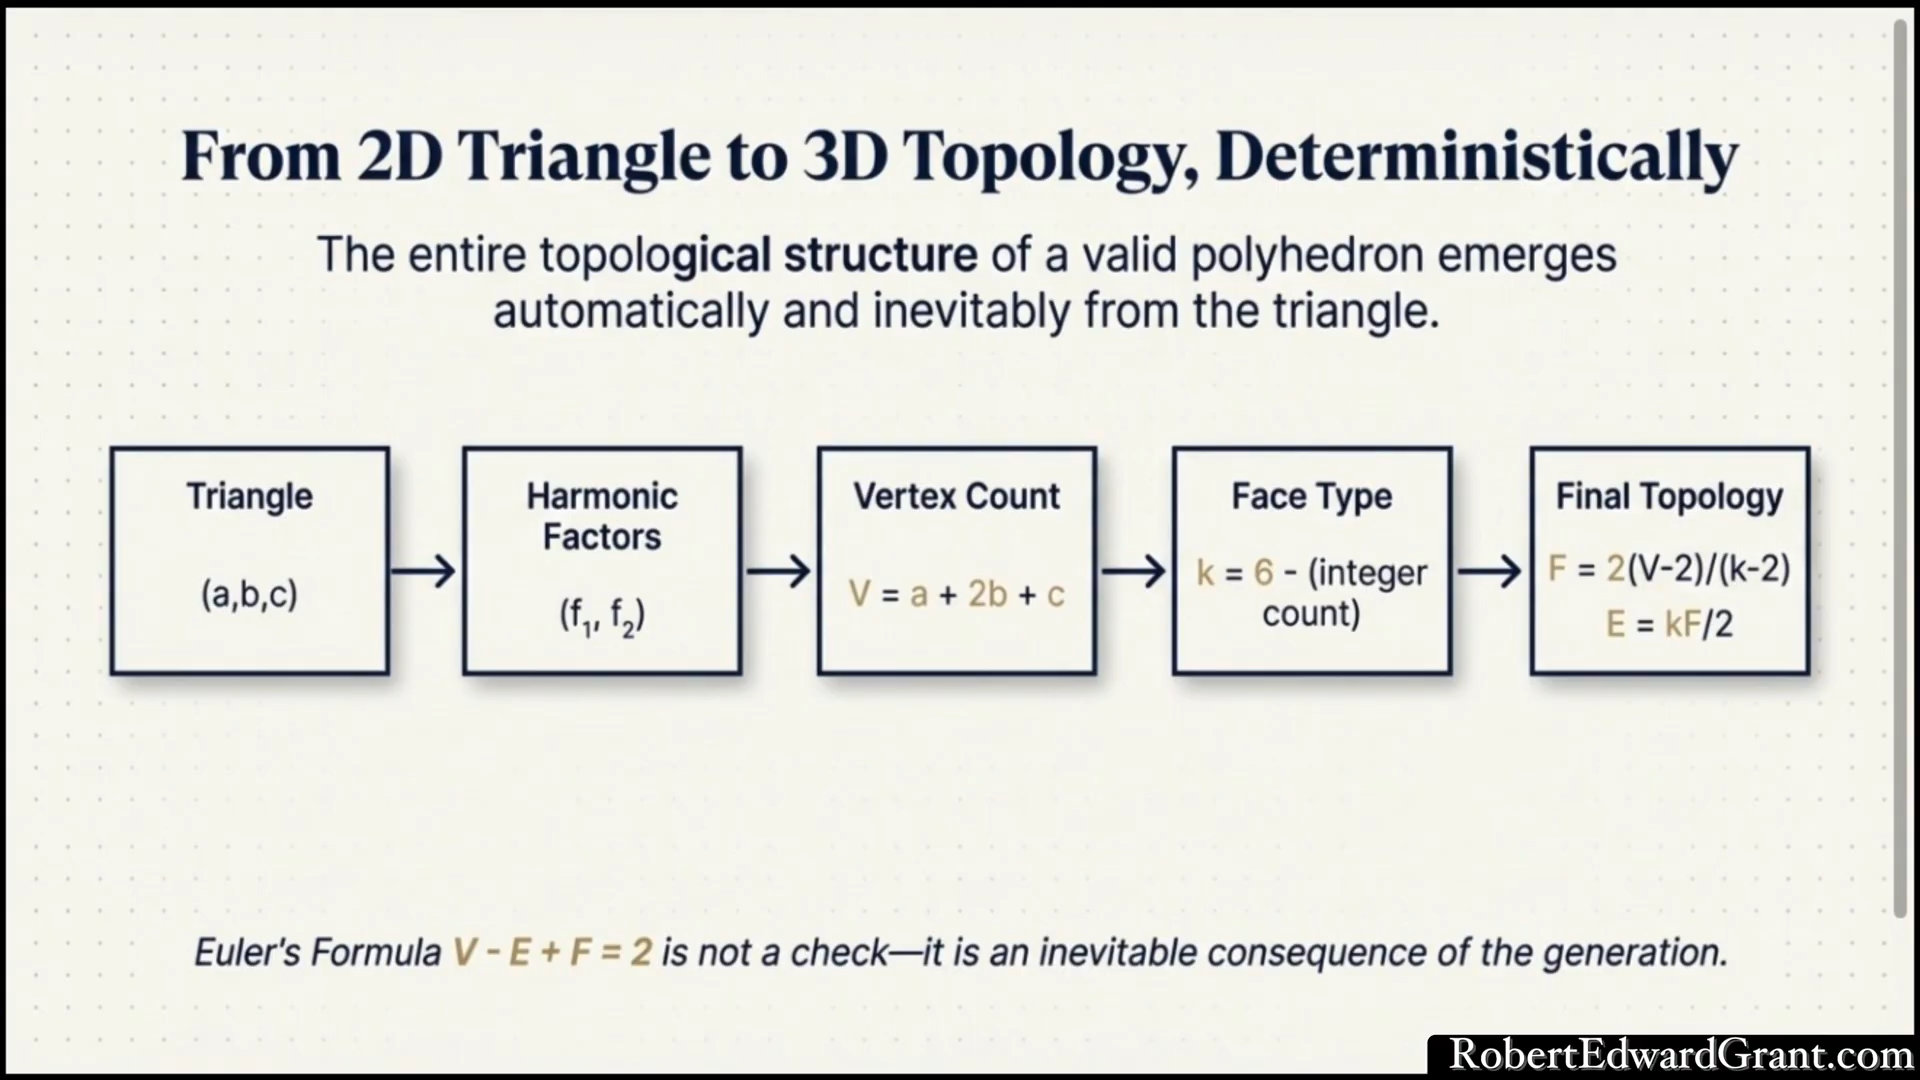 From 2D Triangle to 3D Topology, Deterministically
The entire topological structure of a valid polyhedron emerges
automatically and inevitably from the triangle.
Triangle
(a,b,c)
Harmonic
Factors
(f₁, f₂)
Vertex Count
V = a + 2b + c
Face Type
k = 6 - (integer
count)
Final Topology
F = 2(V-2)/(k-2)
E = kF/2
Euler's Formula V - E + F = 2 is not a check—it is an inevitable consequence of the generation.
RobertEdwardGrant.com